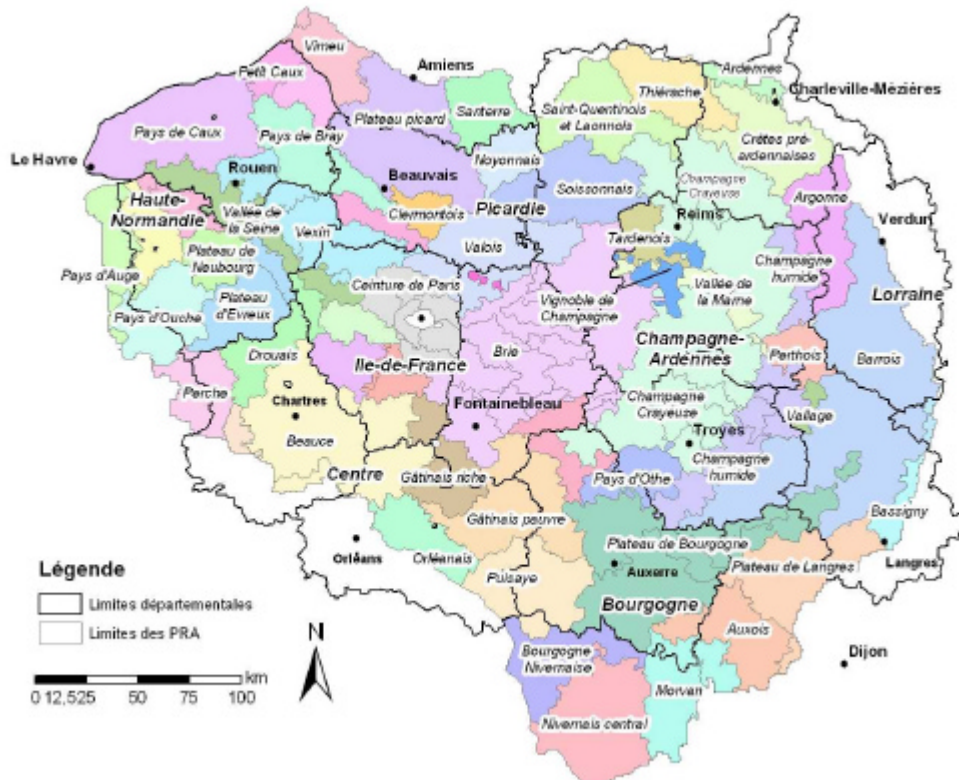 Vimeu
Amiens
Ardennes
Petit Caux
Thiérache
Charleville-Mézières
Santerre
Saint-Quentinois
et Laonnois
Plateau picard
Pays de Caux
Pays de Bray
Crêtes pré-
ardennaises
Le Havre
Noyonnais
Rouen
Beauvais
Soissonnais
Champagne
Crayeuse
Argonne
Haute-
Normandie
Vallée de
la Seine
Clermontois
Picardie
Reims
Verdun
Vexin
Valois
Tardenois
Plateau de
Neubourg
Champagne
humide
Pays d'Auge
Ceinture de Paris
Vallée de
la Marne
Lorraine
Vignoble de
Champagne
Pays d'Ouche
Plateau
d'Evreux
Champagne-
Ardennes
Drouais
Brie
Perthois
Barrois
Ile-de-France
Perche
Chartres
Fontainebleau
Champagne
Crayeuse
Vallage
Beauce
Troyes
Centre
Gâtinais riche
Pays d'Othe
Champagne
humide
Bassigny
Gâtinais pauvre
Orléans
Orléanais
Plateau de Bourgogne
Plateau de Langres
Langres
Puisaye
Auxerre
Bourgogne
Auxois
Dijon
Bourgogne
Nivernaise
Morvan
Nivernais central
Légende
Limites départementales
Limites des PRA
N
km
0 12,525 50 75 100